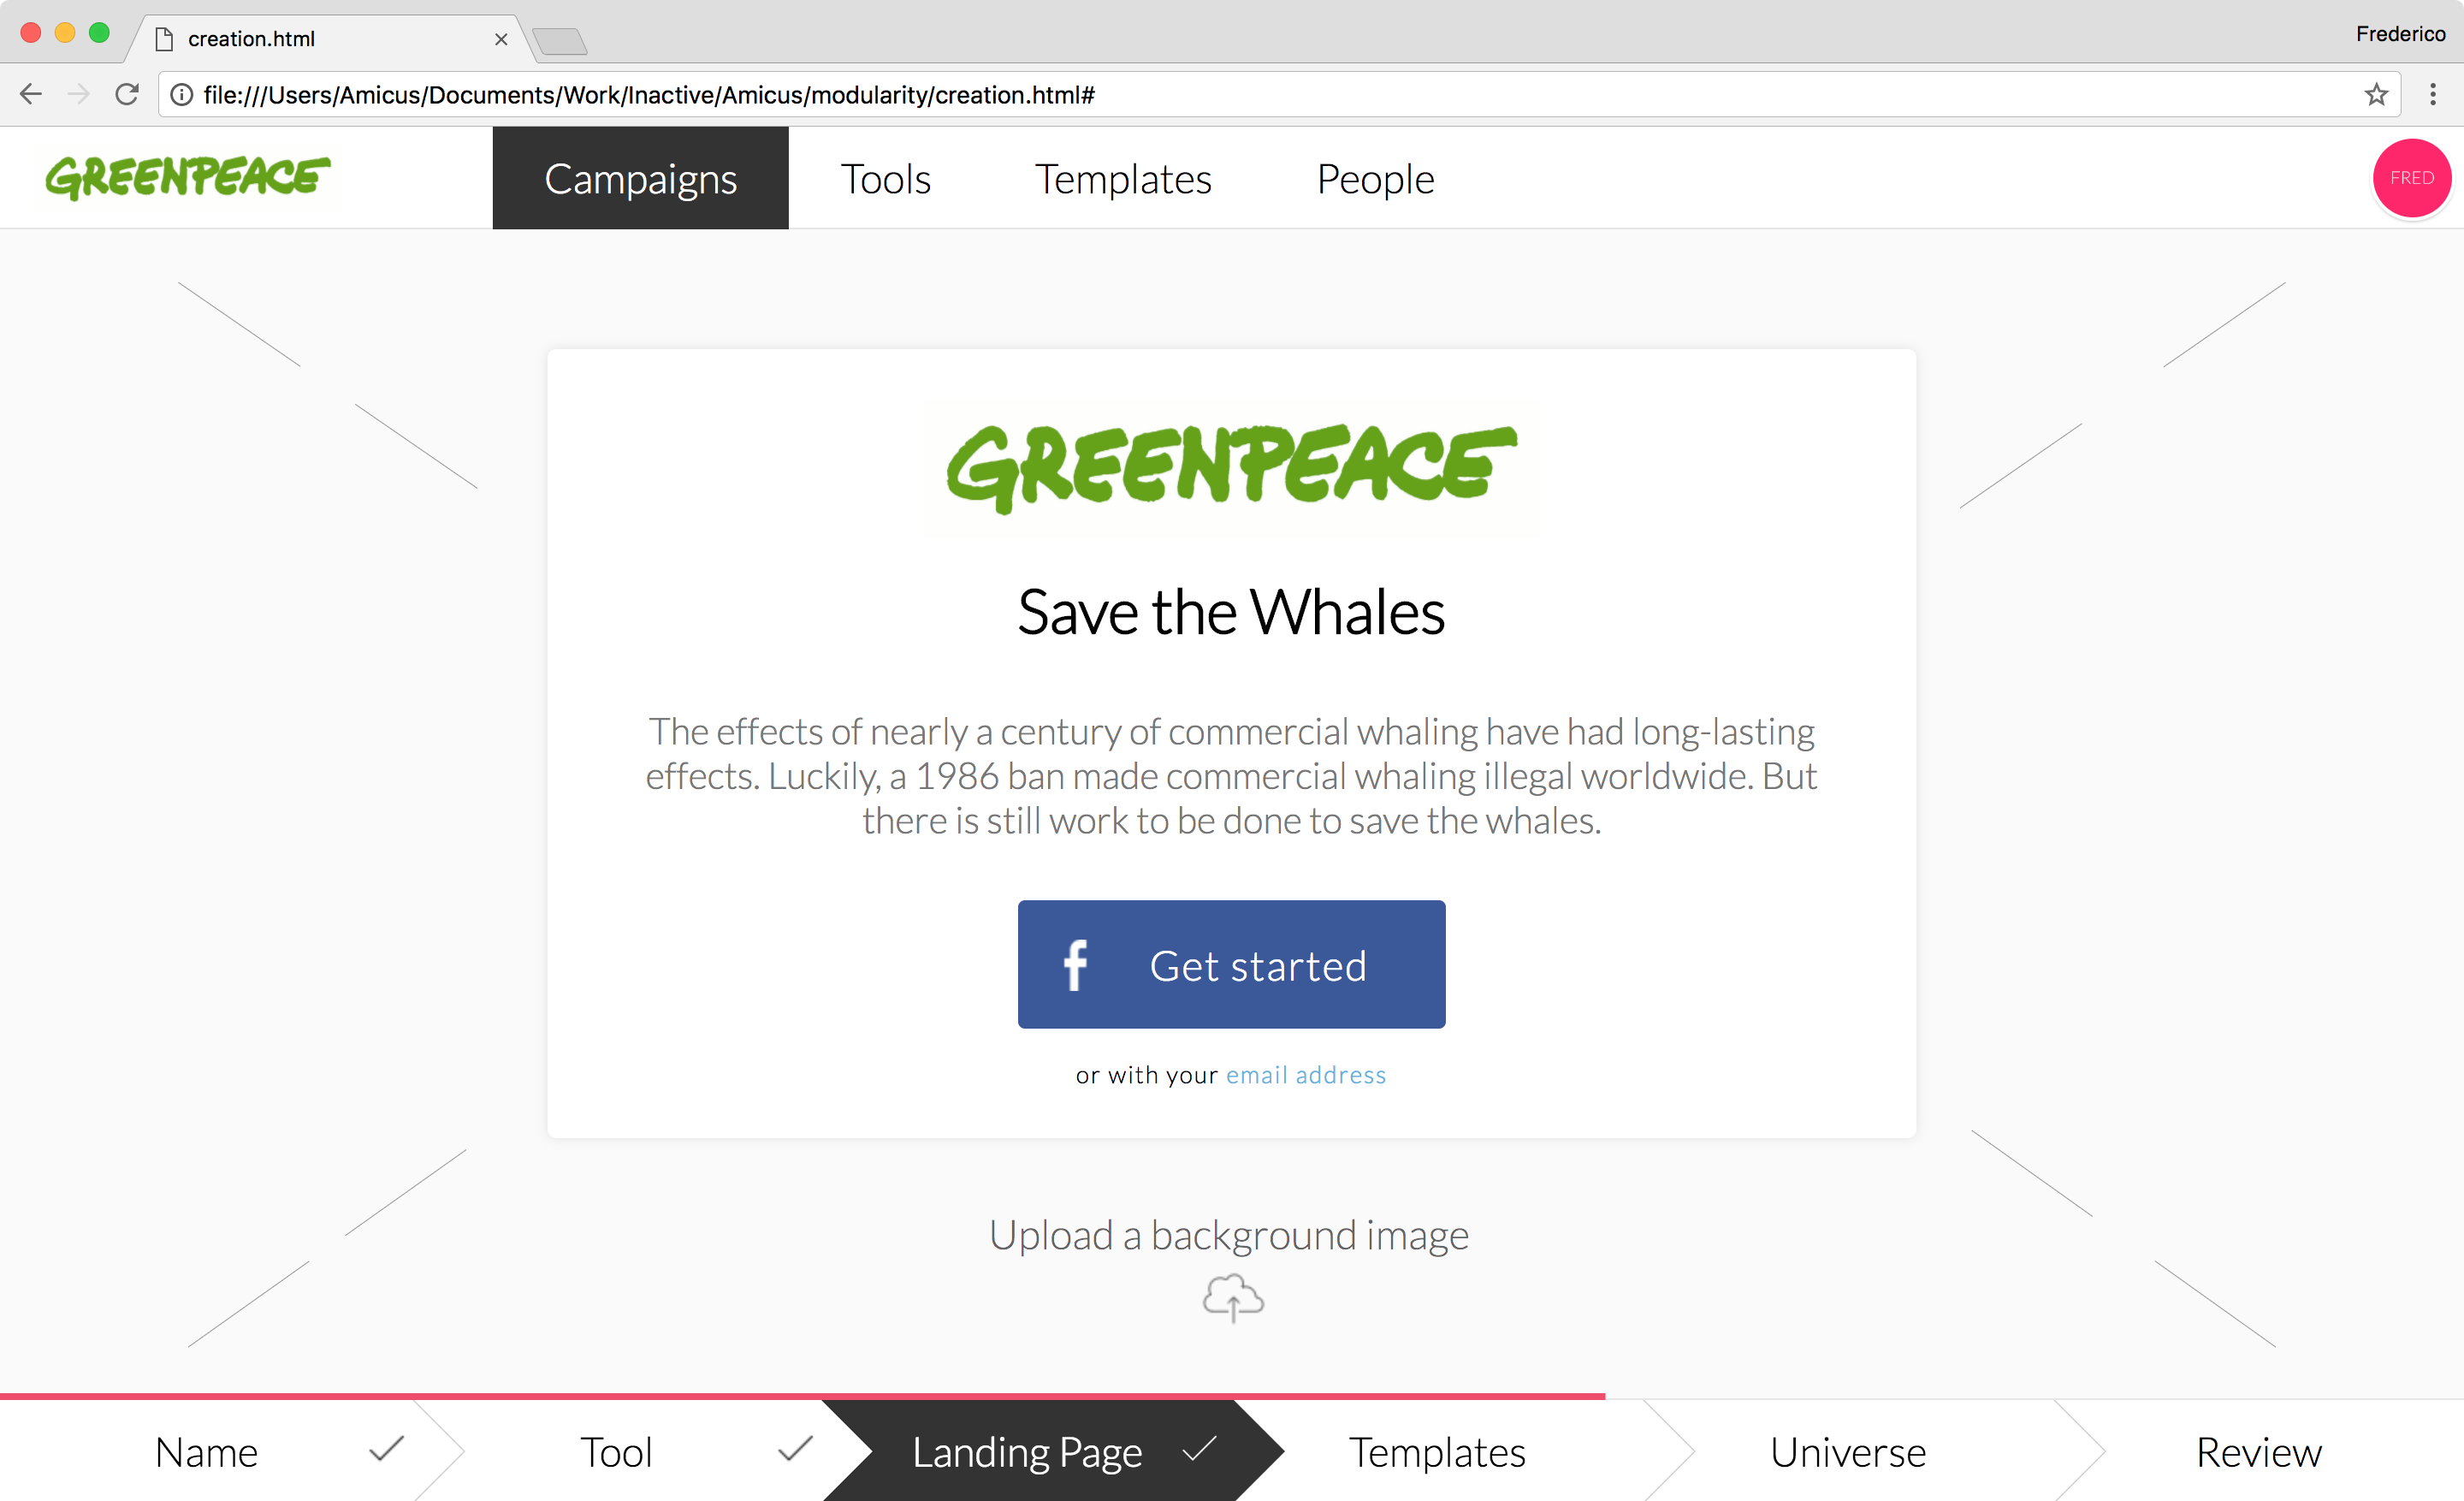 creation.html
Frederico
file:///Users/Amicus/Documents/Work/Inactive/Amicus/modularity/creation.html#
GREENPEACE
Campaigns
Tools
Templates
People
FRED
GREENPEACE
Save the Whales
The effects of nearly a century of commercial whaling have had long-lasting
effects. Luckily, a 1986 ban made commercial whaling illegal worldwide. But
there is still work to be done to save the whales.
f Get started
or with your email address
Upload a background image
Name
Tool
Landing Page
Templates
Universe
Review